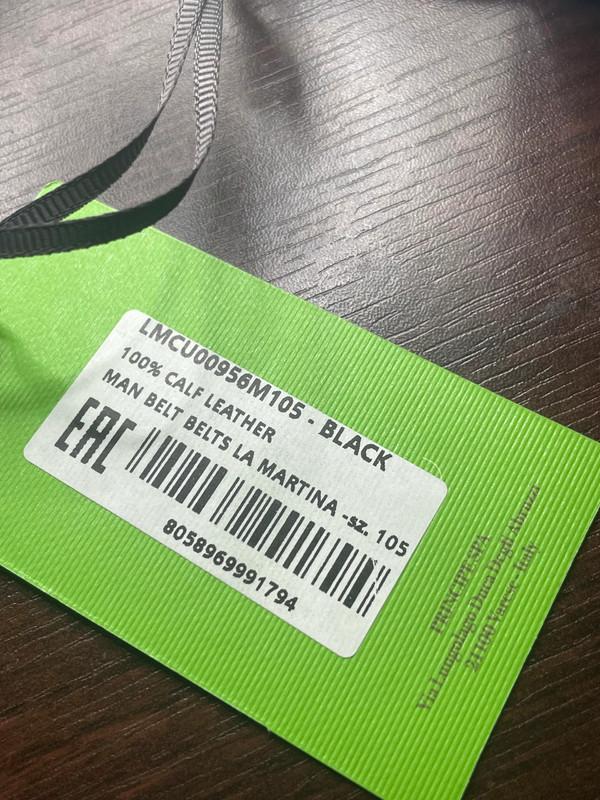 LMCU00956M105 - BLACK
100% CALF LEATHER
MAN BELT BELTS LA MARTINA -sz. 105
EAC
8058969991794
PRINCIPE SPA
Via Lungolago Duca Degli Abruzzi
21100 Varese - Italy